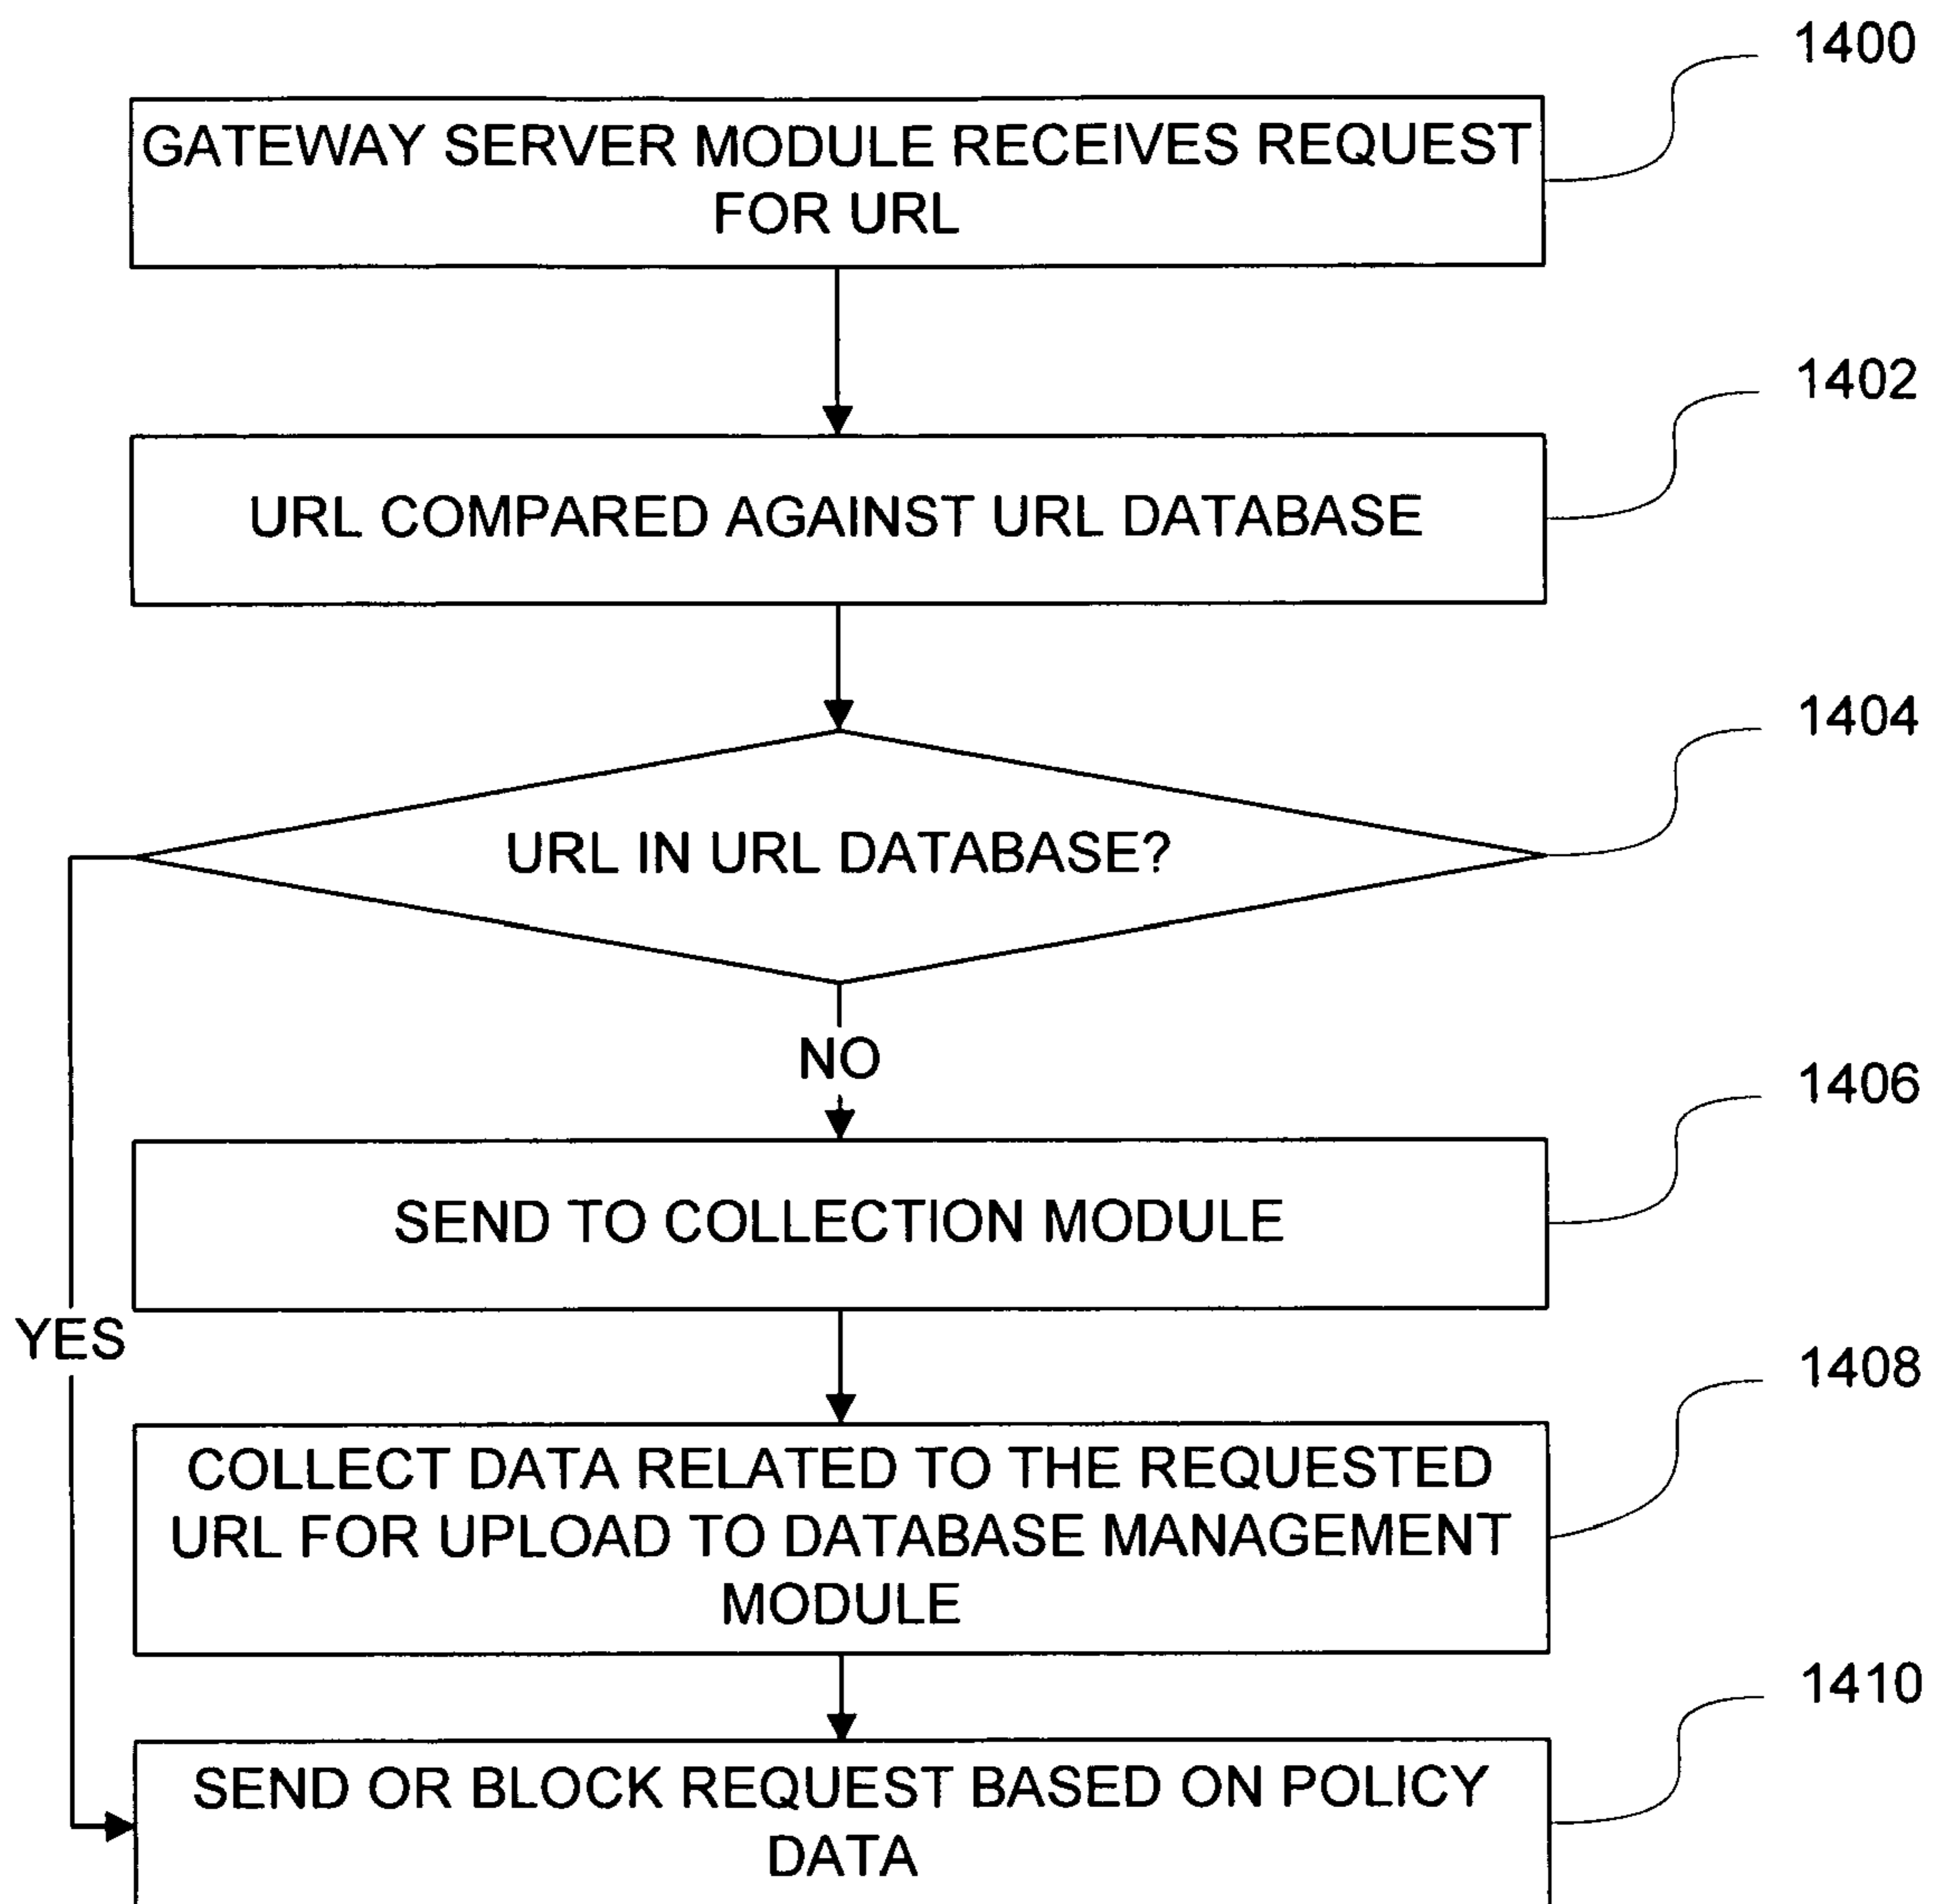 1400
GATEWAY SERVER MODULE RECEIVES REQUEST
FOR URL
1402
URL COMPARED AGAINST URL DATABASE
1404
URL IN URL DATABASE?
NO
1406
SEND TO COLLECTION MODULE
YES
1408
COLLECT DATA RELATED TO THE REQUESTED
URL FOR UPLOAD TO DATABASE MANAGEMENT
MODULE
1410
SEND OR BLOCK REQUEST BASED ON POLICY
DATA